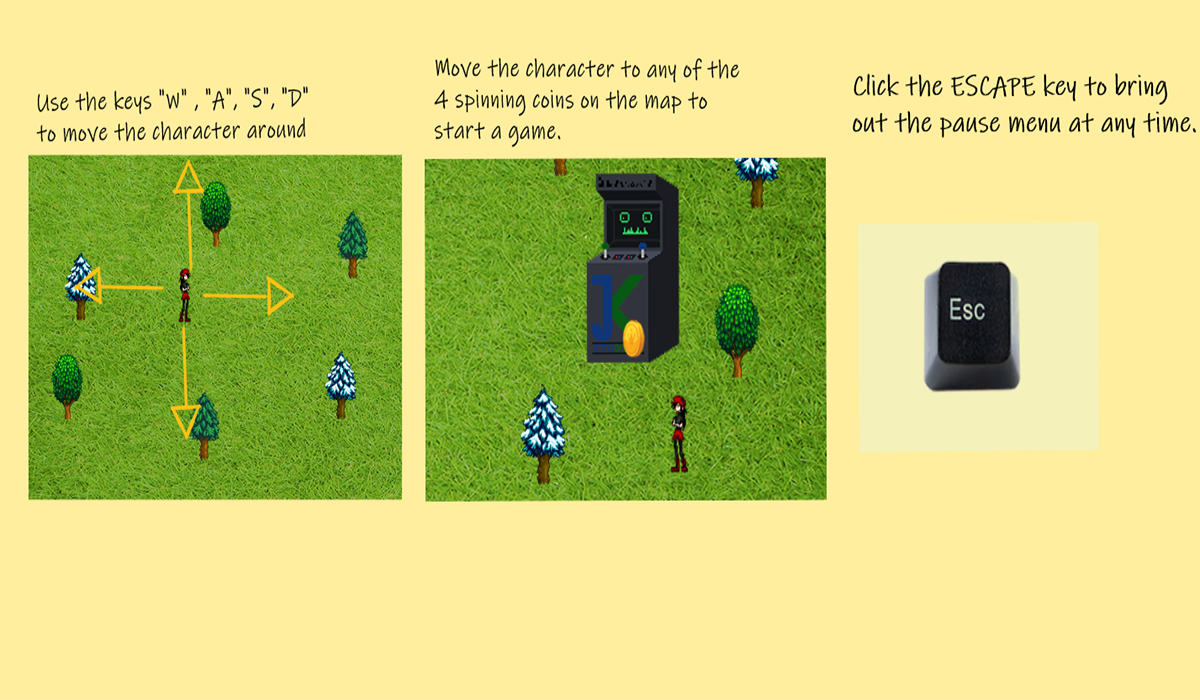 Use the keys "W" , "A", "S", "D"
to move the character around
Move the character to any of the
4 spinning coins on the map to
start a game.
Click the ESCAPE key to bring
out the pause menu at any time.
JK
Esc